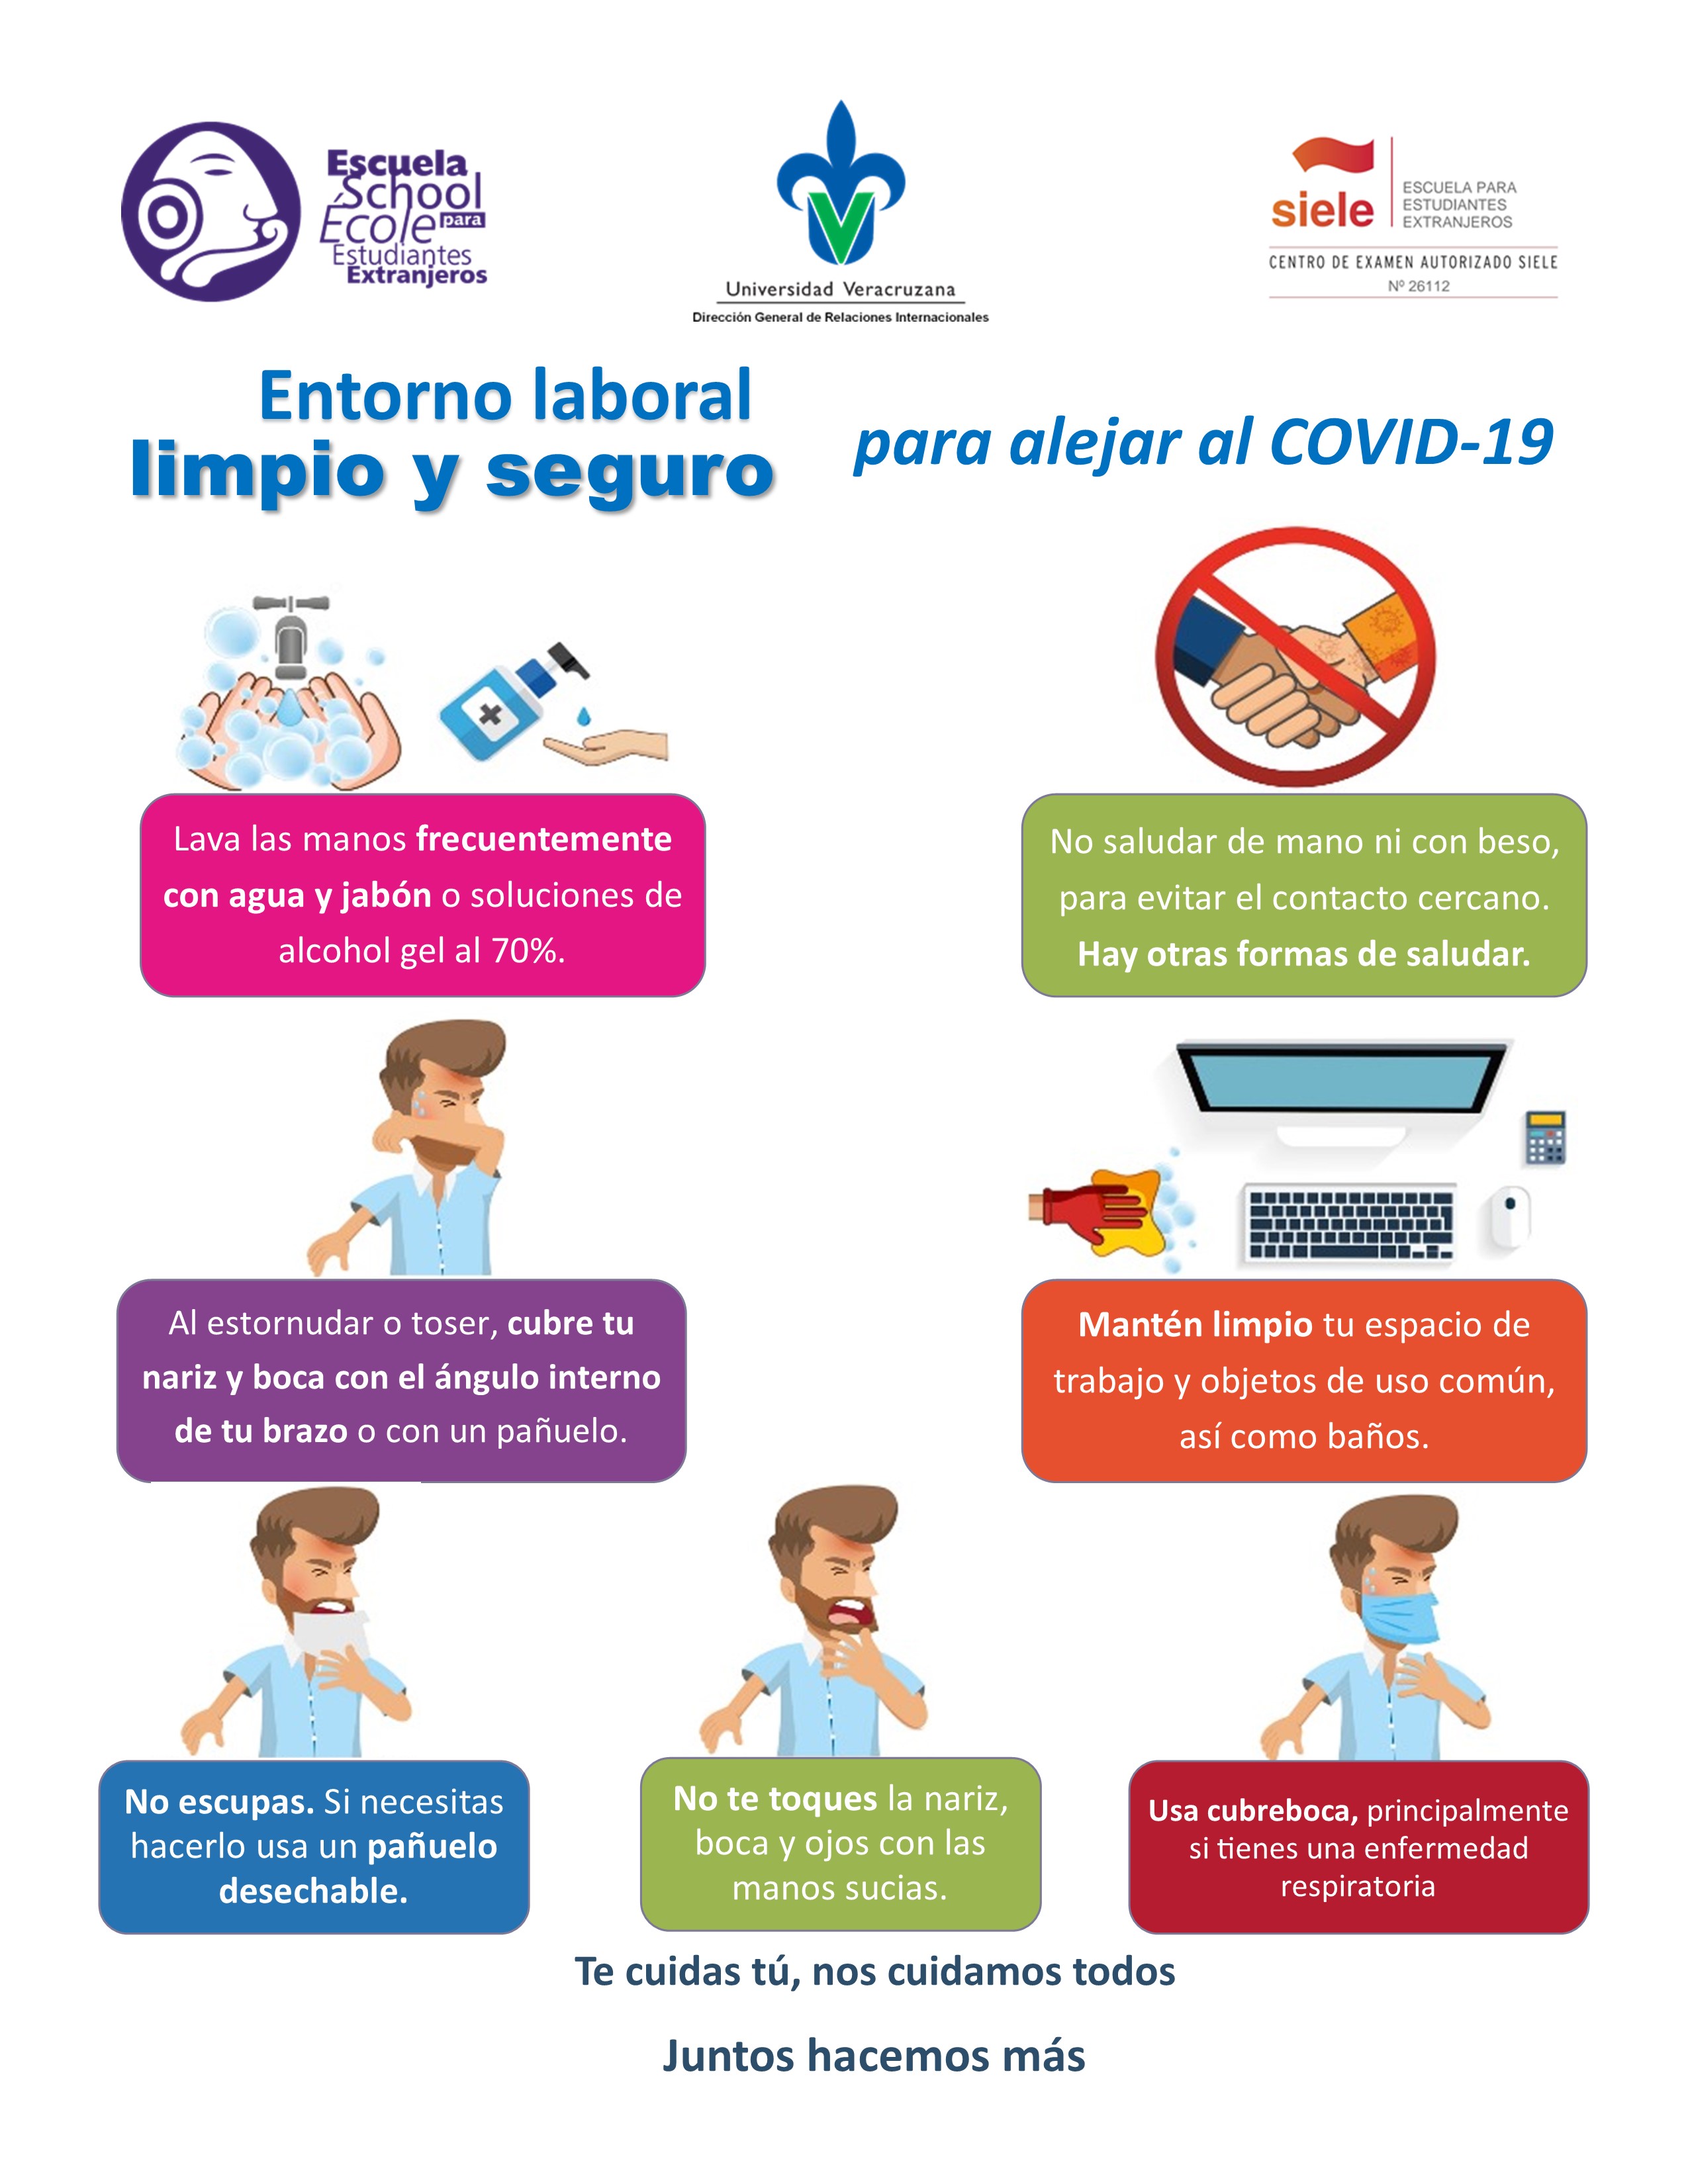 Escuela
School
École para
Estudiantes
Extranjeros
Universidad Veracruzana
Dirección General de Relaciones Internacionales
siele
ESCUELA PARA
ESTUDIANTES
EXTRANJEROS
CENTRO DE EXAMEN AUTORIZADO SIELE
Nº 26112
Entorno laboral
limpio y seguro
para alejar al COVID-19
Lava las manos frecuentemente
con agua y jabón o soluciones de
alcohol gel al 70%.
No saludar de mano ni con beso,
para evitar el contacto cercano.
Hay otras formas de saludar.
Al estornudar o toser, cubre tu
nariz y boca con el ángulo interno
de tu brazo o con un pañuelo.
Mantén limpio tu espacio de
trabajo y objetos de uso común,
así como baños.
No escupas. Si necesitas
hacerlo usa un pañuelo
desechable.
No te toques la nariz,
boca y ojos con las
manos sucias.
Usa cubreboca, principalmente
si tienes una enfermedad
respiratoria
Te cuidas tú, nos cuidamos todos
Juntos hacemos más